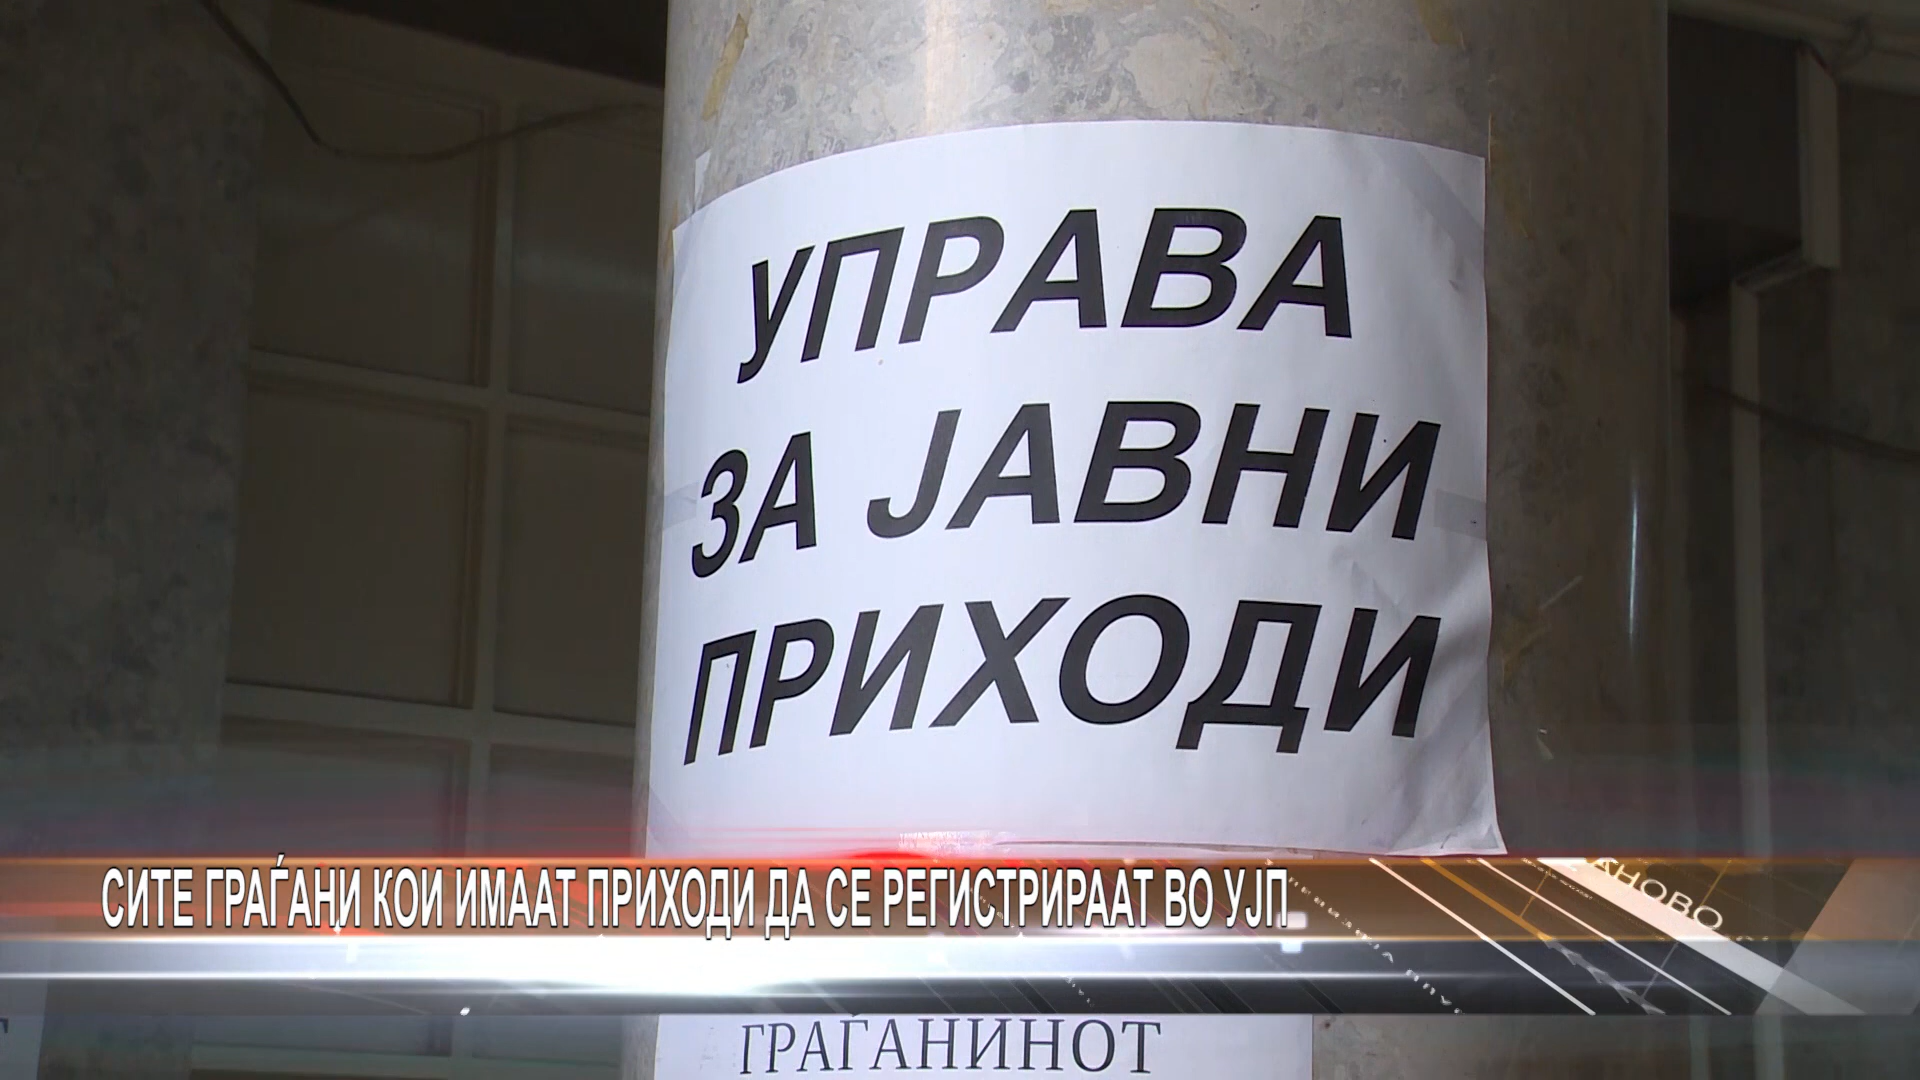 УПРАВА
ЗА ЈАВНИ
ПРИХОДИ
СИТЕ ГРАЃАНИ КОИ ИМААТ ПРИХОДИ ДА СЕ РЕГИСТРИРААТ ВО УЈП
ГРАЃАНИНОТ